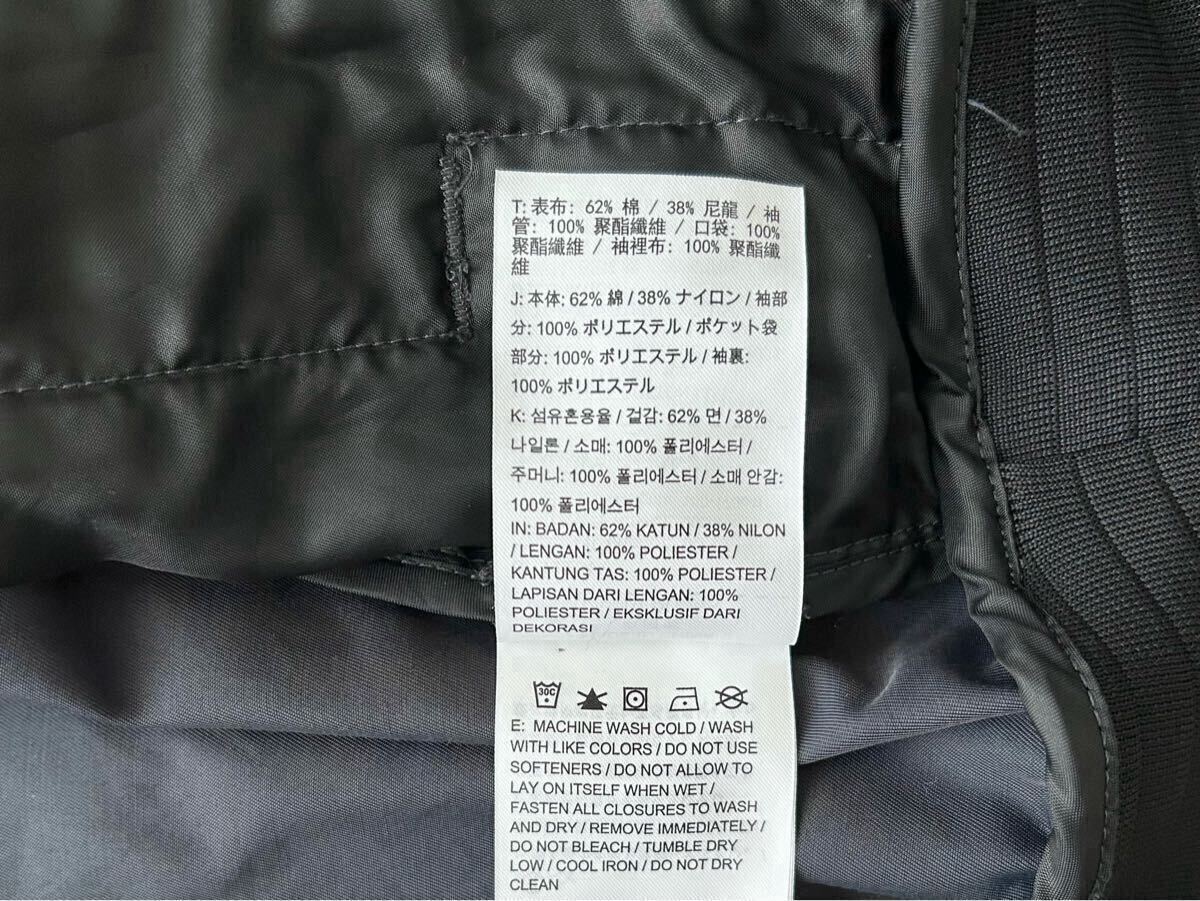 T: 表布: 62% 棉 / 38% 尼龍 / 袖
管: 100% 聚酯纖維 / 口袋: 100%
聚酯纖維 / 袖裡布: 100% 聚酯纖
維
J: 本体: 62% 綿 / 38% ナイロン / 袖部
分: 100% ポリエステル / ポケット袋
部分: 100% ポリエステル / 袖裏:
100% ポリエステル
K: 섬유혼용율 / 겉감: 62% 면 / 38%
나일론 / 소매: 100% 폴리에스터 /
주머니: 100% 폴리에스터 / 소매 안감:
100% 폴리에스터
IN: BADAN: 62% KATUN / 38% NILON
/ LENGAN: 100% POLIESTER /
KANTUNG TAS: 100% POLIESTER /
LAPISAN DARI LENGAN: 100%
POLIESTER / EKSKLUSIF DARI
DEKORASI
30C
E: MACHINE WASH COLD / WASH
WITH LIKE COLORS / DO NOT USE
SOFTENERS / DO NOT ALLOW TO
LAY ON ITSELF WHEN WET /
FASTEN ALL CLOSURES TO WASH
AND DRY / REMOVE IMMEDIATELY /
DO NOT BLEACH / TUMBLE DRY
LOW / COOL IRON / DO NOT DRY
CLEAN